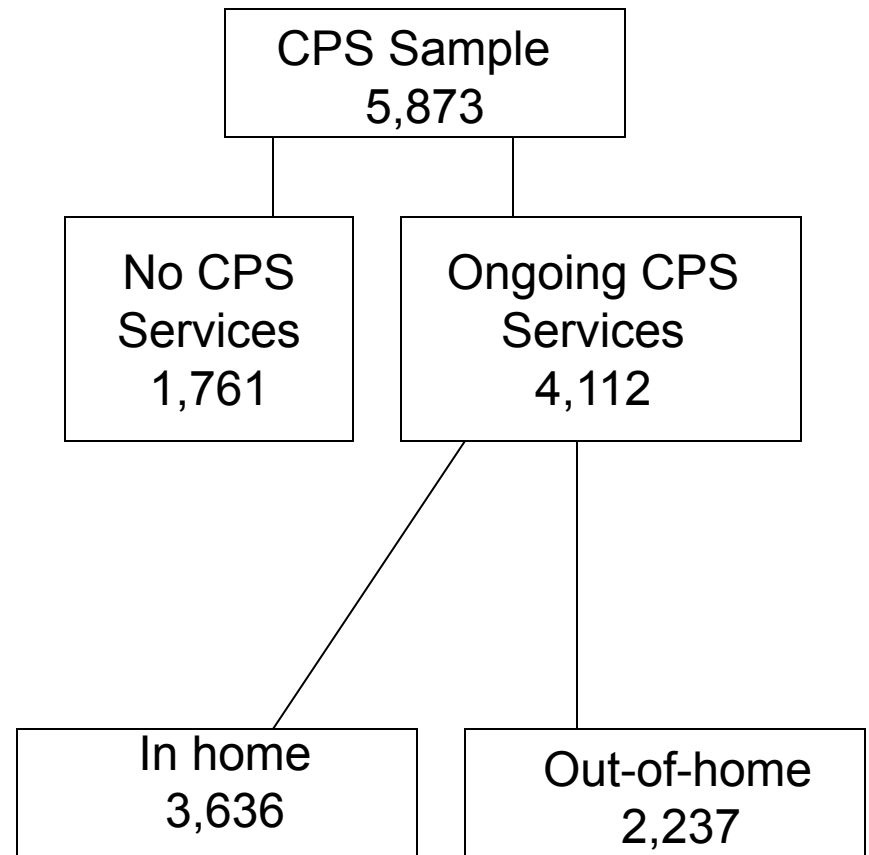 CPS Sample
5,873
No CPS
Services
1,761
Ongoing CPS
Services
4,112
In home
3,636
Out-of-home
2,237